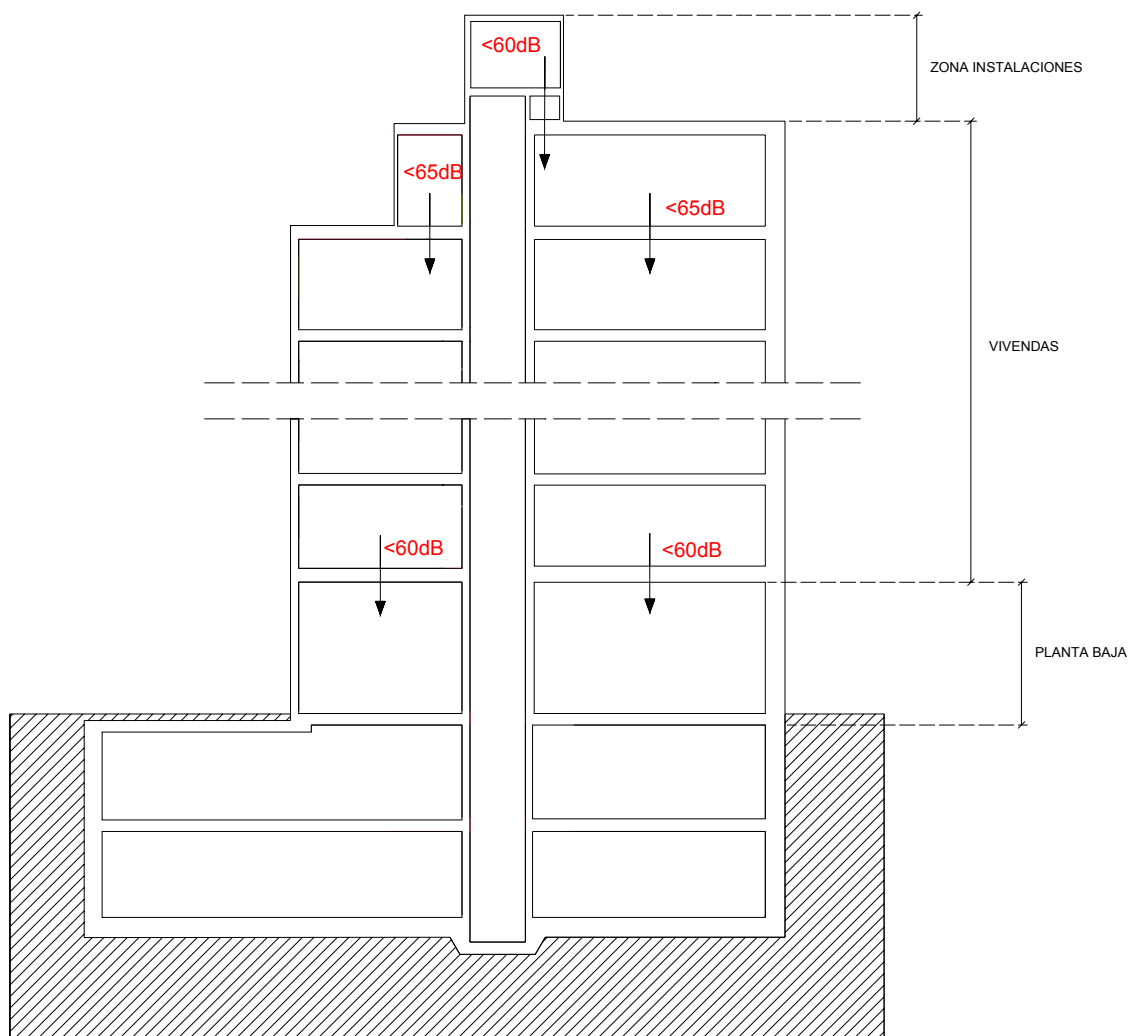 <60dB
ZONA INSTALACIONES
<65dB
<65dB
VIVENDAS
<60dB
<60dB
PLANTA BAJA